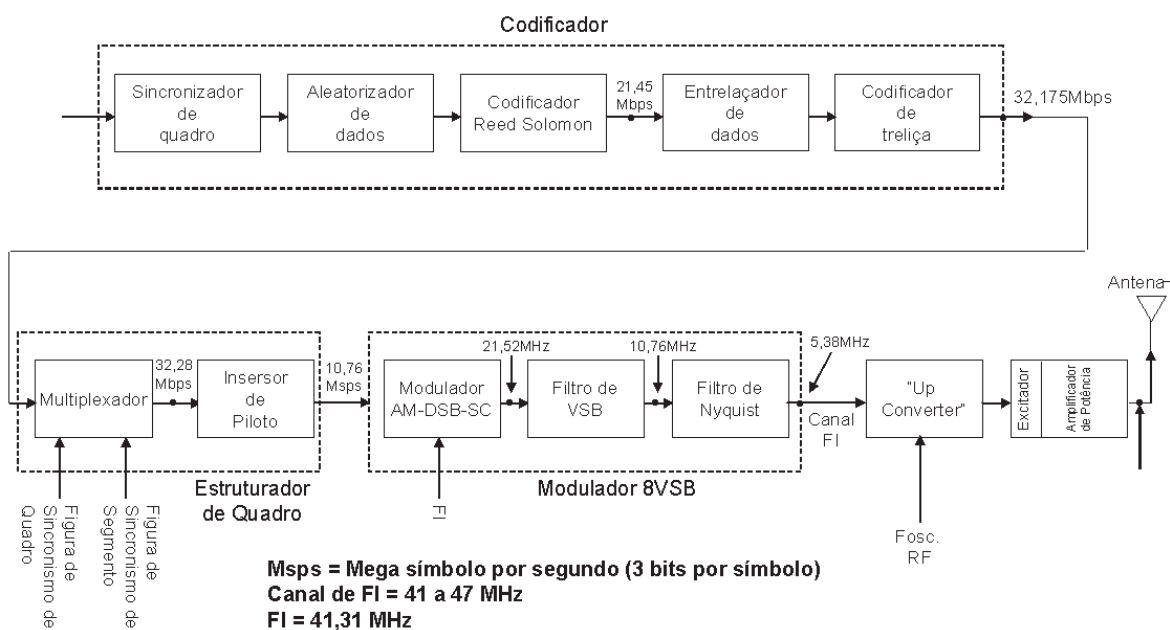 Codificador
Sincronizador
de
quadro
Aleatorizador
de
dados
Codificador
Reed Solomon
21,45
Mbps
Entrelaçador
de
dados
Codificador
de
treliça
32,175Mbps
Antena
Multiplexador
32,28
Mbps
Insersor
de
Piloto
10,76
Msps
Modulador
AM-DSB-SC
21,52MHz
Filtro de
VSB
10,76MHz
Filtro de
Nyquist
5,38MHz
Canal
FI
"Up
Converter"
Excitador
Amplificador
de Potência
Estruturador
de Quadro
Modulador 8VSB
Figura de
Sincronismo de
Quadro
Figura de
Sincronismo de
Segmento
FI
Fosc.
RF
Msps = Mega símbolo por segundo (3 bits por símbolo)
Canal de FI = 41 a 47 MHz
FI = 41,31 MHz